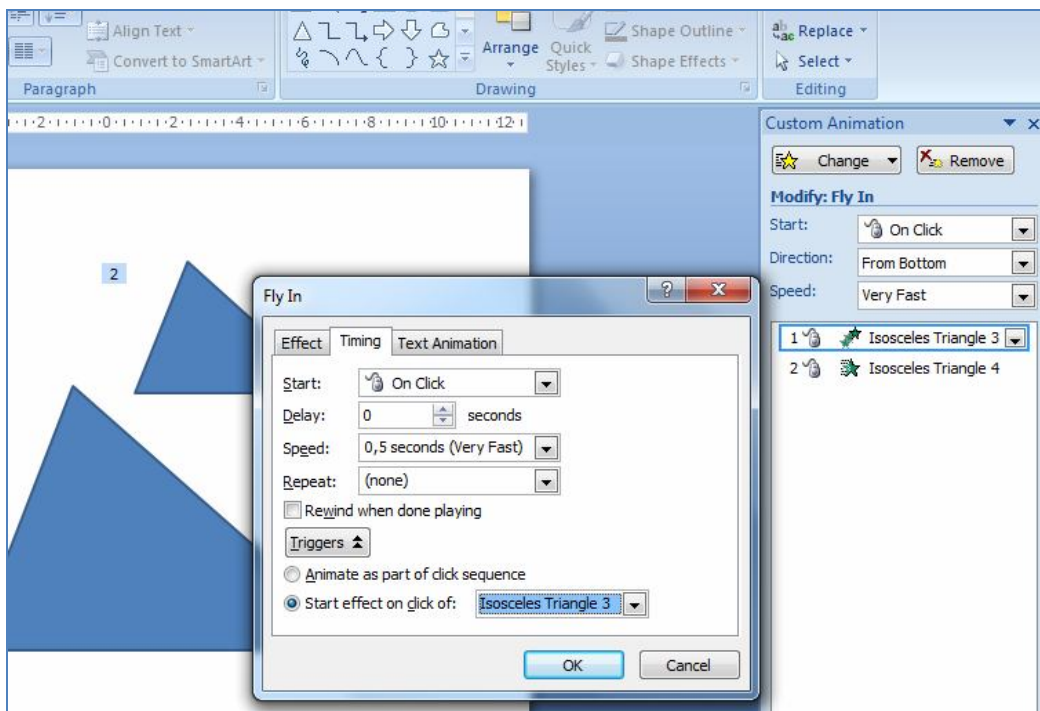 Align Text
Convert to SmartArt
Paragraph
Arrange
Quick Styles
Shape Outline
Shape Effects
Drawing
ab ac Replace
Select
Editing
2 0 2 4 6 8 10 12
Custom Animation
Change
Remove
Modify: Fly In
Start: On Click
Direction: From Bottom
Speed: Very Fast
1 Isosceles Triangle 3
2 Isosceles Triangle 4
2
Fly In
Effect Timing Text Animation
Start: On Click
Delay: 0 seconds
Speed: 0,5 seconds (Very Fast)
Repeat: (none)
Rewind when done playing
Triggers
Animate as part of click sequence
Start effect on click of: Isosceles Triangle 3
OK Cancel